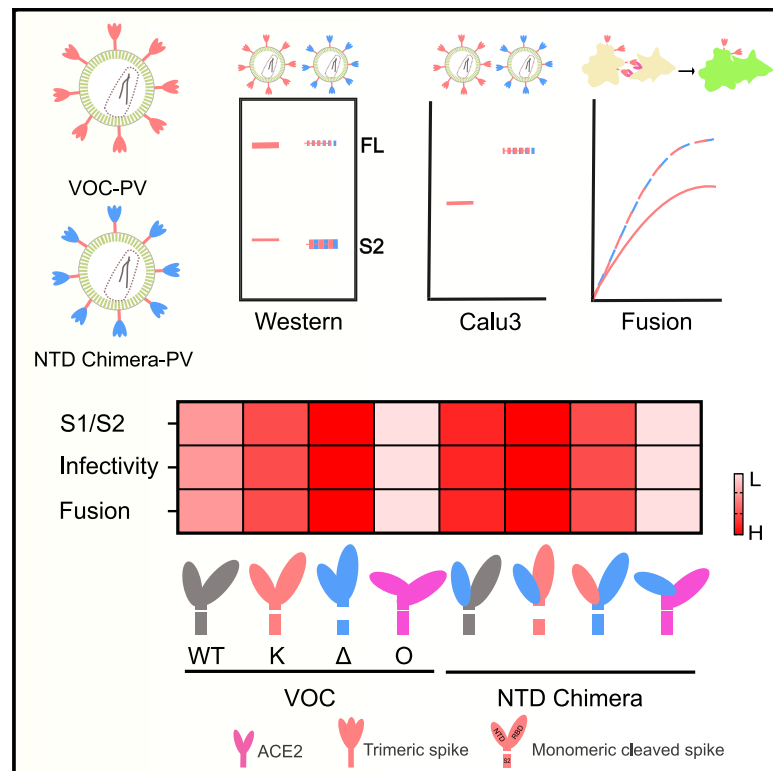 VOC-PV
NTD Chimera-PV
FL
S2
Western
Calu3
Fusion
S1/S2
Infectivity
Fusion
L
H
WT K Δ O
VOC
NTD Chimera
ACE2
Trimeric spike
NTD
RBD
S2
Monomeric cleaved spike